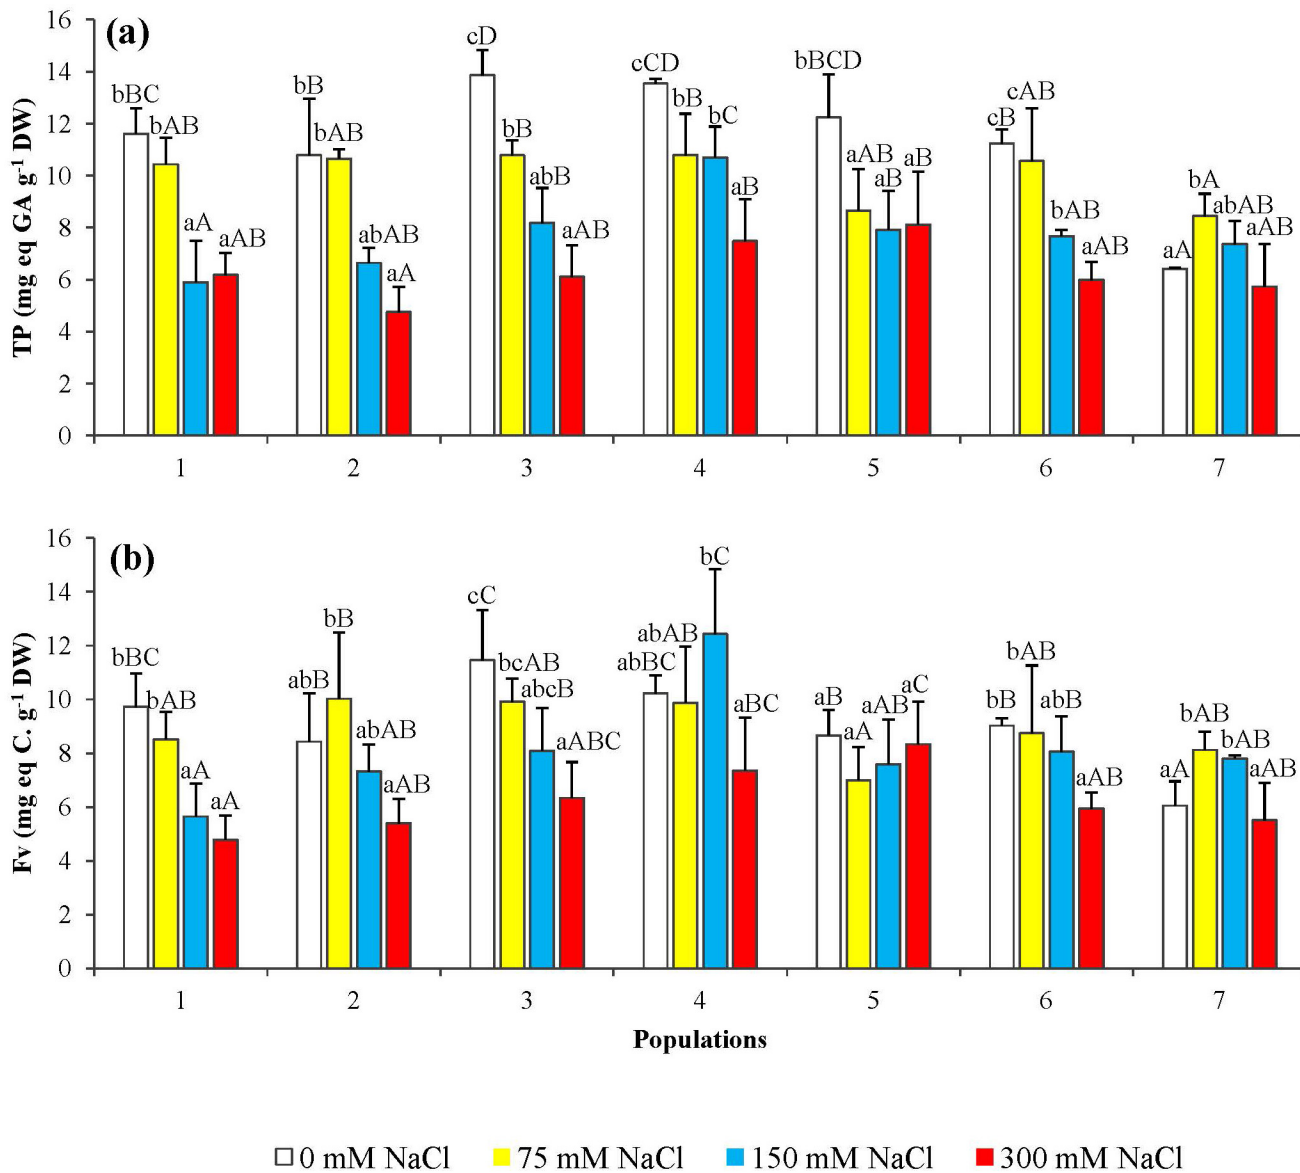 (a)
TP (mg eq GA g⁻¹ DW)
16
14
12
10
8
6
4
2
0
bBC bAB aA aAB
bB bAB abAB aA
cD bB abB aAB
cCD bB bC aB
bBCD aAB aB aB
cB cAB bAB aAB
aA bA abAB aAB
1 2 3 4 5 6 7
(b)
Fv (mg eq C. g⁻¹ DW)
16
14
12
10
8
6
4
2
0
bBC bAB aA aA
abB bB abAB aAB
cC bcAB abcB aABC
abBC abAB bC aBC
aB aA aAB aC
bB bAB abB aAB
aA bAB bAB aAB
1 2 3 4 5 6 7
Populations
0 mM NaCl 75 mM NaCl 150 mM NaCl 300 mM NaCl